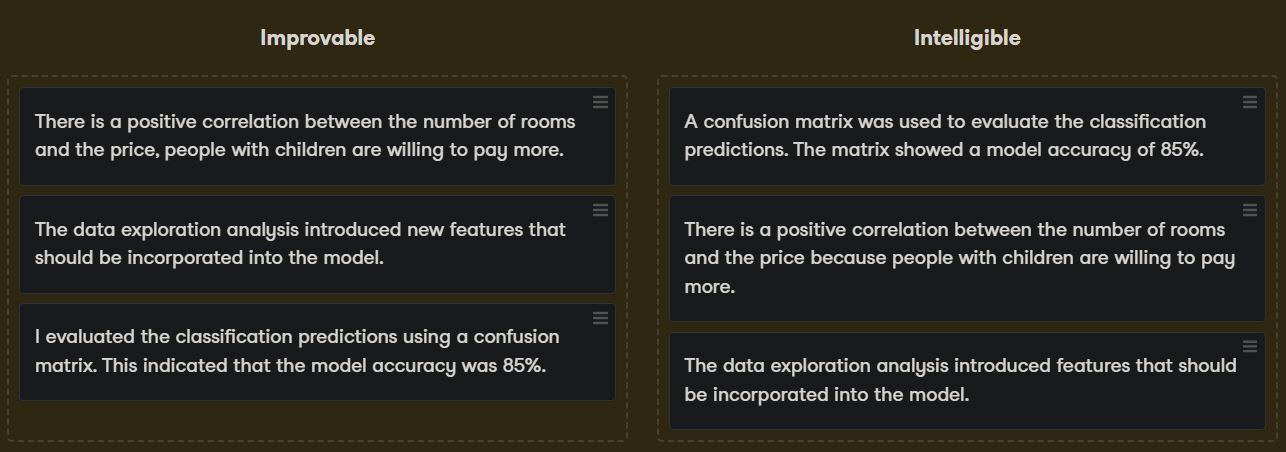 Improvable
There is a positive correlation between the number of rooms
and the price, people with children are willing to pay more.
The data exploration analysis introduced new features that
should be incorporated into the model.
I evaluated the classification predictions using a confusion
matrix. This indicated that the model accuracy was 85%.
Intelligible
A confusion matrix was used to evaluate the classification
predictions. The matrix showed a model accuracy of 85%.
There is a positive correlation between the number of rooms
and the price because people with children are willing to pay
more.
The data exploration analysis introduced features that should
be incorporated into the model.